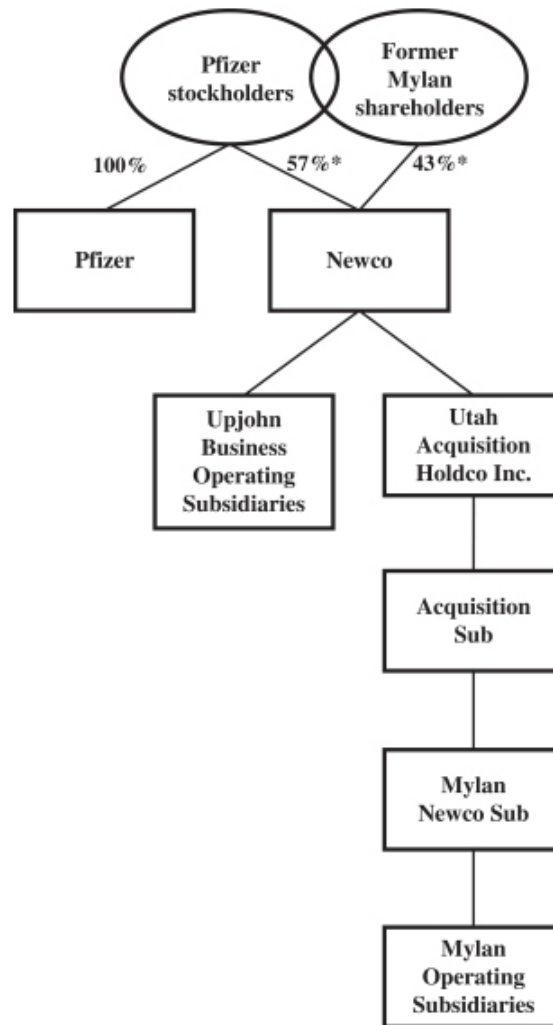 Pfizer
stockholders
Former
Mylan
shareholders
100%
57%*
43%*
Pfizer
Newco
Upjohn
Business
Operating
Subsidiaries
Utah
Acquisition
Holdco Inc.
Acquisition
Sub
Mylan
Newco Sub
Mylan
Operating
Subsidiaries